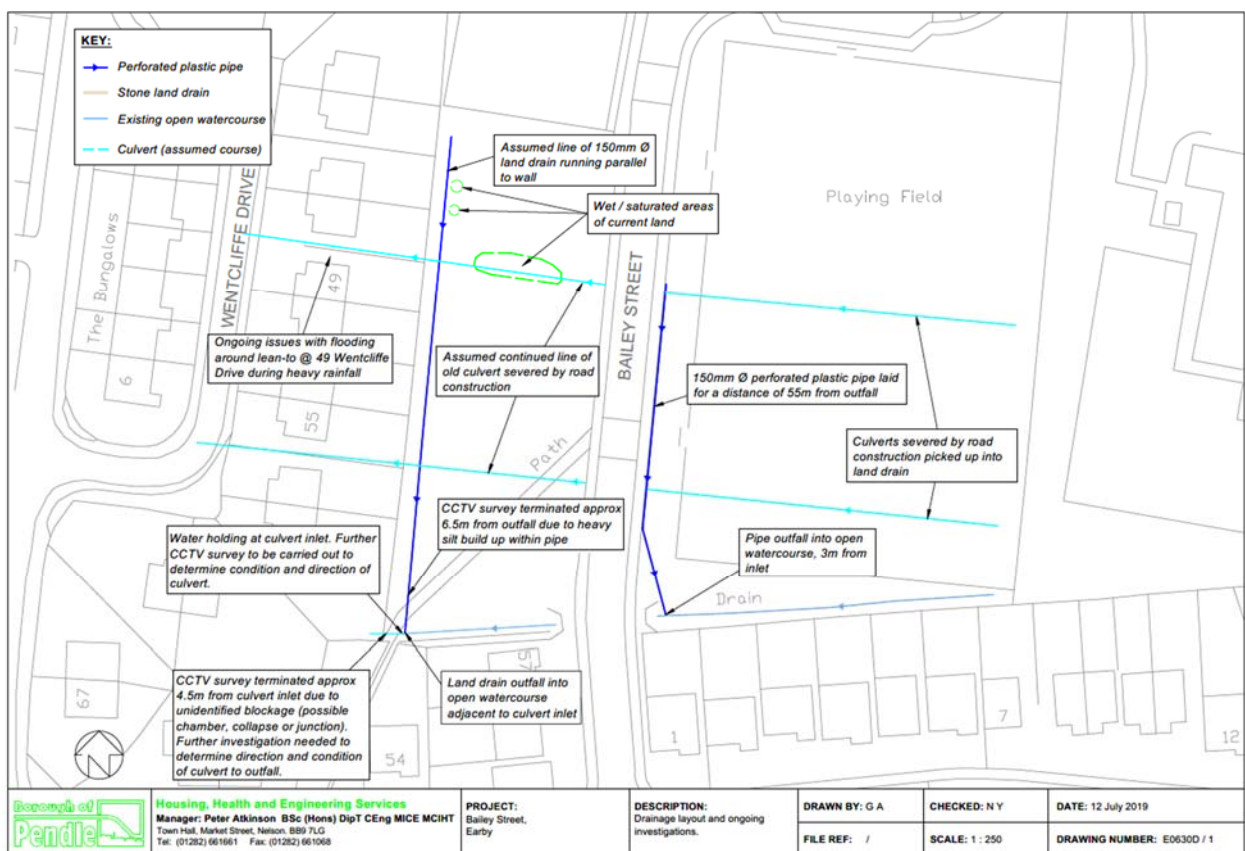 KEY:
Perforated plastic pipe
Stone land drain
Existing open watercourse
Culvert (assumed course)
Assumed line of 150mm Ø
land drain running parallel
to wall
Wet / saturated areas
of current land
Playing Field
The Bungalows
WENTCLIFFE DRIVE
BAILEY STREET
49
Ongoing issues with flooding
around lean-to @ 49 Wentcliffe
Drive during heavy rainfall
Assumed continued line of
old culvert severed by road
construction
150mm Ø perforated plastic pipe laid
for a distance of 55m from outfall
6
55
Path
Culverts severed by road
construction picked up into
land drain
CCTV survey terminated approx
6.5m from outfall due to heavy
silt build up within pipe
Water holding at culvert inlet. Further
CCTV survey to be carried out to
determine condition and direction of
culvert.
Pipe outfall into open
watercourse, 3m from
inlet
Drain
CCTV survey terminated approx
4.5m from culvert inlet due to
unidentified blockage (possible
chamber, collapse or junction).
Further investigation needed to
determine direction and condition
of culvert to outfall.
Land drain outfall into
open watercourse
adjacent to culvert inlet
57
67
54
1
7
12
N
Borough of
Pendle
Housing, Health and Engineering Services
Manager: Peter Atkinson BSc (Hons) DipT CEng MICE MCIHT
Town Hall, Market Street, Nelson. BB9 7LG
Tel: (01282) 661661 Fax: (01282) 661068
PROJECT:
Bailey Street,
Earby
DESCRIPTION:
Drainage layout and ongoing
investigations.
DRAWN BY: G A
CHECKED: N Y
DATE: 12 July 2019
FILE REF: /
SCALE: 1 : 250
DRAWING NUMBER: E0630D / 1